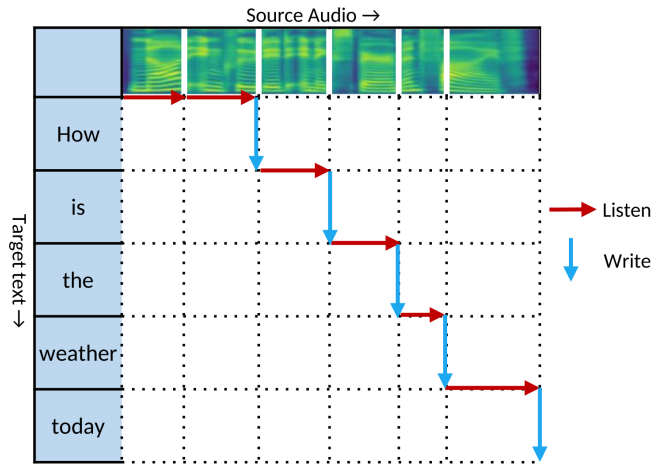 Source Audio →
How
is
the
weather
today
Target text →
Listen
Write